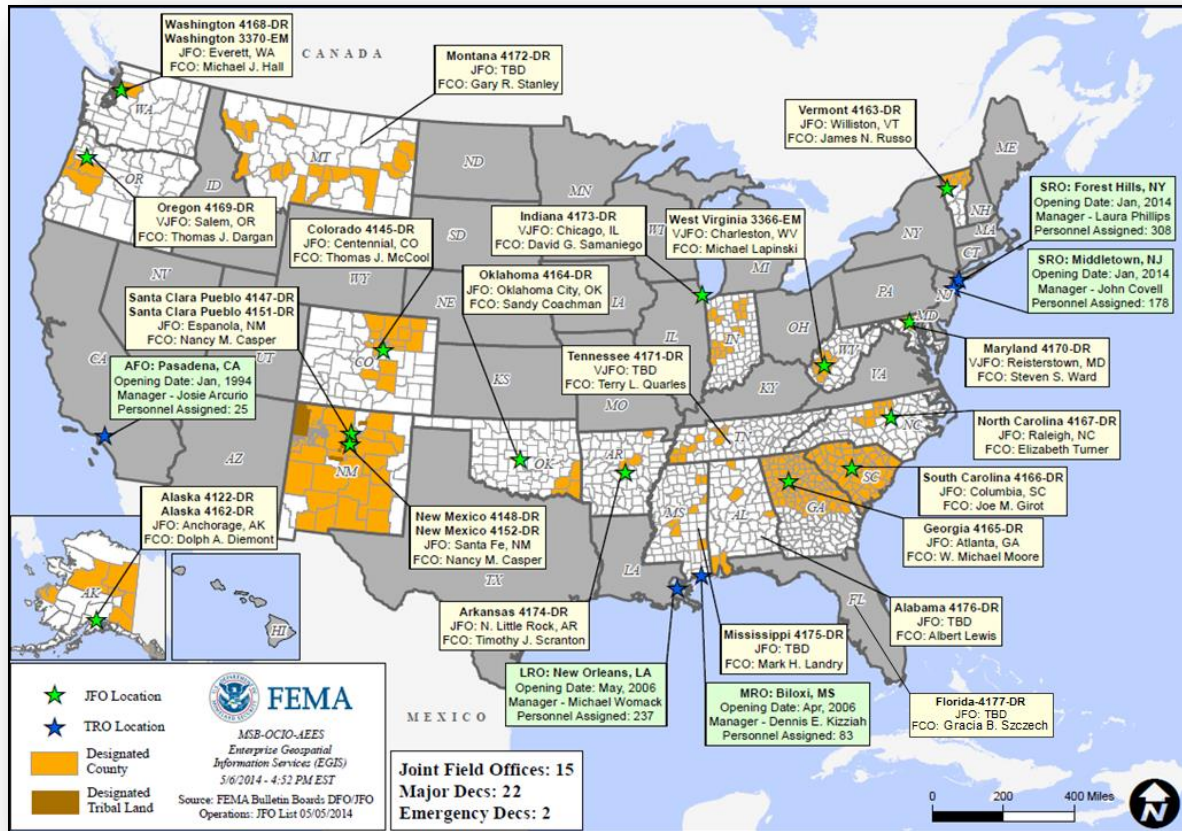 Washington 4168-DR
Washington 3370-EM
JFO: Everett, WA
FCO: Michael J. Hall
CANADA
Montana 4172-DR
JFO: TBD
FCO: Gary R. Stanley
Vermont 4163-DR
JFO: Williston, VT
FCO: James N. Russo
WA
MT
ND
MN
ME
OR
ID
SD
WI
MI
NY
NH
MA
CT
SRO: Forest Hills, NY
Opening Date: Jan, 2014
Manager - Laura Phillips
Personnel Assigned: 308
Oregon 4169-DR
VJFO: Salem, OR
FCO: Thomas J. Dargan
Colorado 4145-DR
JFO: Centennial, CO
FCO: Thomas J. McCool
Indiana 4173-DR
VJFO: Chicago, IL
FCO: David G. Samaniego
West Virginia 3366-EM
VJFO: Charleston, WV
FCO: Michael Lapinski
SRO: Middletown, NJ
Opening Date: Jan, 2014
Manager - John Covell
Personnel Assigned: 178
NV
WY
NE
IA
PA
NJ
Santa Clara Pueblo 4147-DR
Santa Clara Pueblo 4151-DR
JFO: Espanola, NM
FCO: Nancy M. Casper
Oklahoma 4164-DR
JFO: Oklahoma City, OK
FCO: Sandy Coachman
CA
UT
CO
KS
MO
IL
IN
OH
WV
MD
VA
KY
Tennessee 4171-DR
VJFO: TBD
FCO: Terry L. Quarles
Maryland 4170-DR
VJFO: Reisterstown, MD
FCO: Steven S. Ward
AFO: Pasadena, CA
Opening Date: Jan, 1994
Manager - Josie Arcurio
Personnel Assigned: 25
North Carolina 4167-DR
JFO: Raleigh, NC
FCO: Elizabeth Turner
AZ
NM
OK
AR
TN
NC
SC
South Carolina 4166-DR
JFO: Columbia, SC
FCO: Joe M. Girot
Alaska 4122-DR
Alaska 4162-DR
JFO: Anchorage, AK
FCO: Dolph A. Diemont
New Mexico 4148-DR
New Mexico 4152-DR
JFO: Santa Fe, NM
FCO: Nancy M. Casper
MS
AL
GA
Georgia 4165-DR
JFO: Atlanta, GA
FCO: W. Michael Moore
TX
LA
FL
AK
HI
Arkansas 4174-DR
JFO: N. Little Rock, AR
FCO: Timothy J. Scranton
Alabama 4176-DR
JFO: TBD
FCO: Albert Lewis
Mississippi 4175-DR
JFO: TBD
FCO: Mark H. Landry
LRO: New Orleans, LA
Opening Date: May, 2006
Manager - Michael Womack
Personnel Assigned: 237
MRO: Biloxi, MS
Opening Date: Apr, 2006
Manager - Dennis E. Kizziah
Personnel Assigned: 83
Florida-4177-DR
JFO: TBD
FCO: Gracia B. Szczech
MEXICO
JFO Location
TRO Location
Designated
County
Designated
Tribal Land
FEMA
MSB-OCIO-AEES
Enterprise Geospatial
Information Services (EGIS)
5/6/2014 - 4:52 PM EST
Source: FEMA Bulletin Boards DFO/JFO
Operations: JFO List 05/05/2014
Joint Field Offices: 15
Major Decs: 22
Emergency Decs: 2
0 200 400 Miles
N